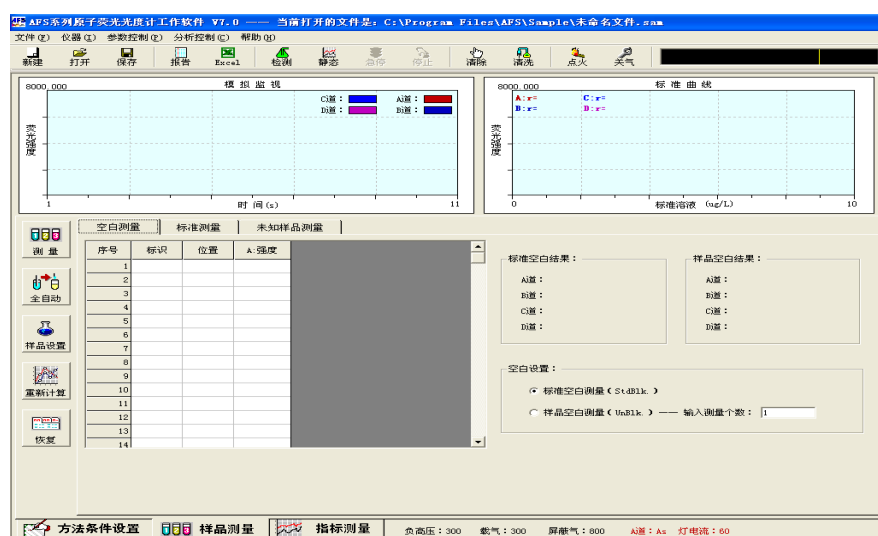 AFS系列原子荧光光度计工作软件 V7.0 —— 当前打开的文件是：C:\Program Files\AFS\Sample\未命名文件.sam
文件(F) 仪器(I) 参数控制(P) 分析控制(C) 帮助(H)
新建 打开 保存 报告 Excel 检测 静态 急停 停止 清除 清洗 点火 关气
8000.000 模 拟 监 视
C道： A道：
D道： B道：
荧光强度
1 时 间(s) 11
8000.000 标 准 曲 线
A:r= C:r=
B:r= D:r=
荧光强度
0 标准溶液 (ug/L) 10
测 量
全自动
样品设置
重新计算
恢复
空白测量 标准测量 未知样品测量
序号 标识 位置 A:强度
1
2
3
4
5
6
7
8
9
10
11
12
13
14
标准空白结果：
A道：
B道：
C道：
D道：
样品空白结果：
A道：
B道：
C道：
D道：
空白设置：
标准空白测量( StdBlk. )
样品空白测量( UnBlk. ) —— 输入测量个数： 1
方法条件设置 样品测量 指标测量 负高压：300 载气：300 屏蔽气：800 A道：As 灯电流：60